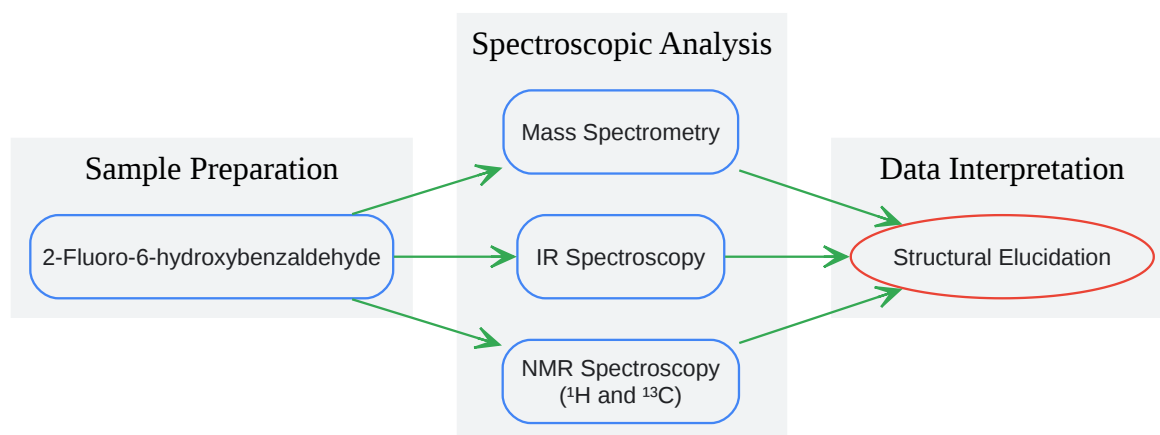 Sample Preparation
2-Fluoro-6-hydroxybenzaldehyde
Spectroscopic Analysis
Mass Spectrometry
IR Spectroscopy
NMR Spectroscopy
(¹H and ¹³C)
Data Interpretation
Structural Elucidation